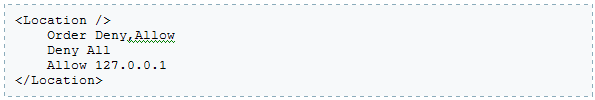 <Location />
Order Deny,Allow
Deny All
Allow 127.0.0.1
</Location>